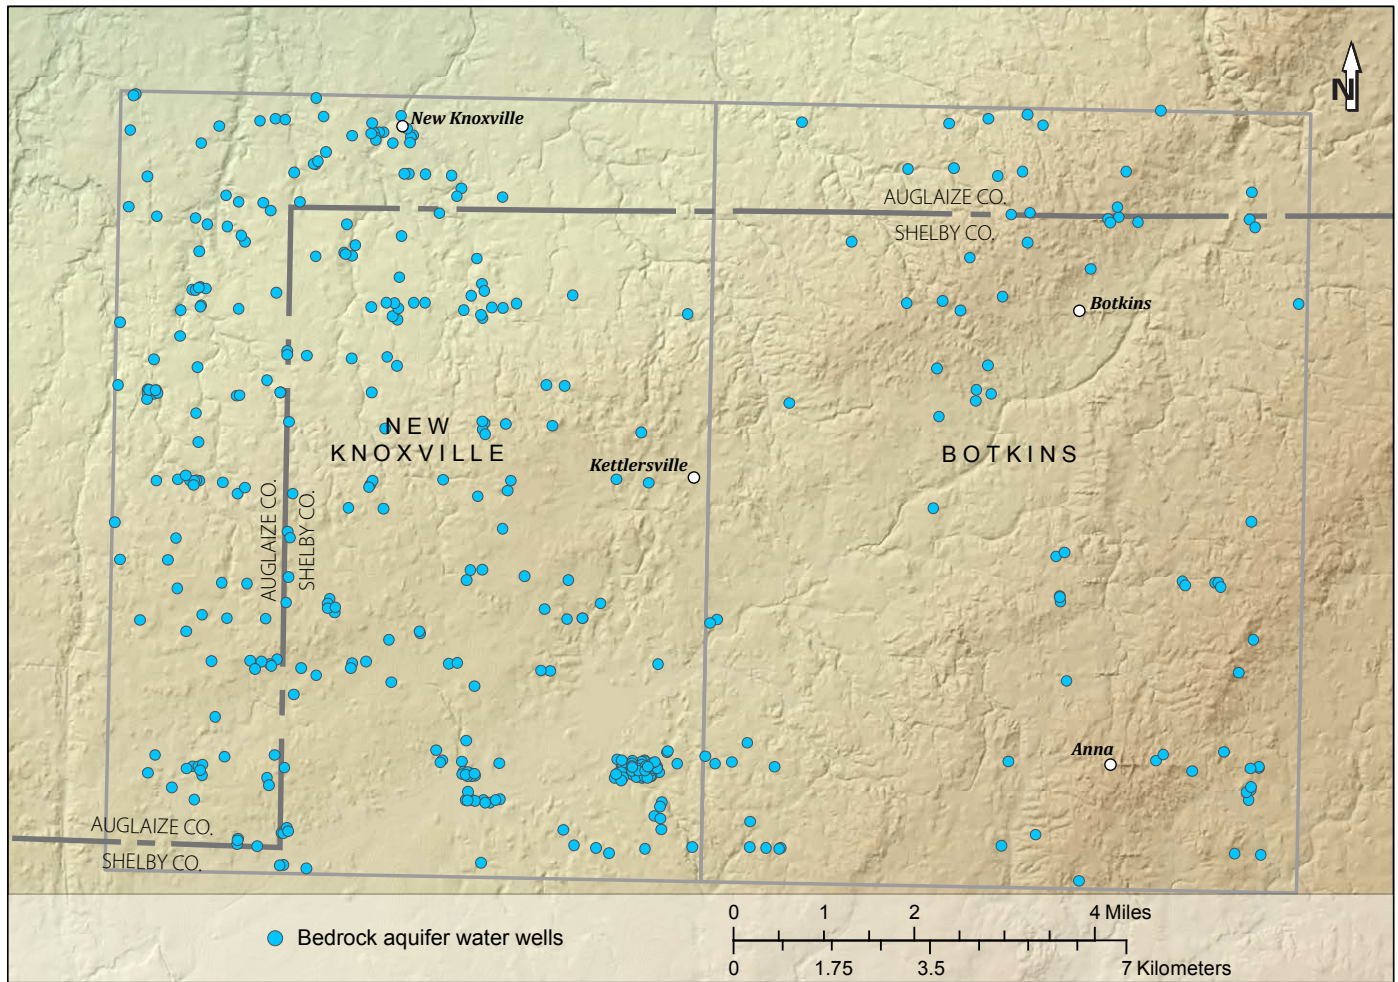 N
New Knoxville
AUGLAIZE CO.
SHELBY CO.
Botkins
NEW
KNOXVILLE
BOTKINS
Kettlersville
AUGLAIZE CO.
SHELBY CO.
Anna
AUGLAIZE CO.
SHELBY CO.
Bedrock aquifer water wells
0 1 2 4 Miles
0 1.75 3.5 7 Kilometers